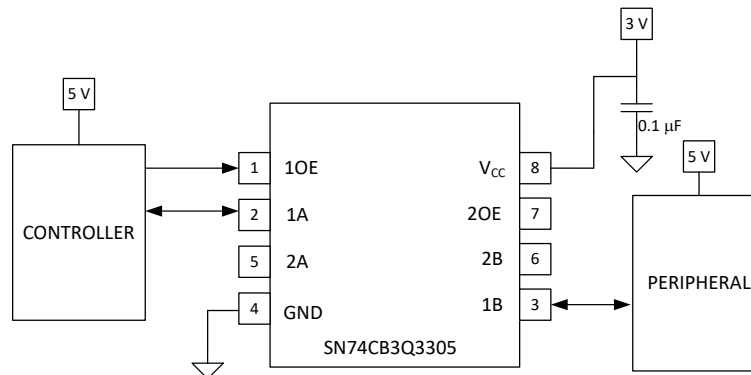 3 V
5 V
0.1 μF
1 1OE
V_CC 8
5 V
2 1A
2OE 7
CONTROLLER
5 2A
2B 6
PERIPHERAL
4 GND
1B 3
SN74CB3Q3305